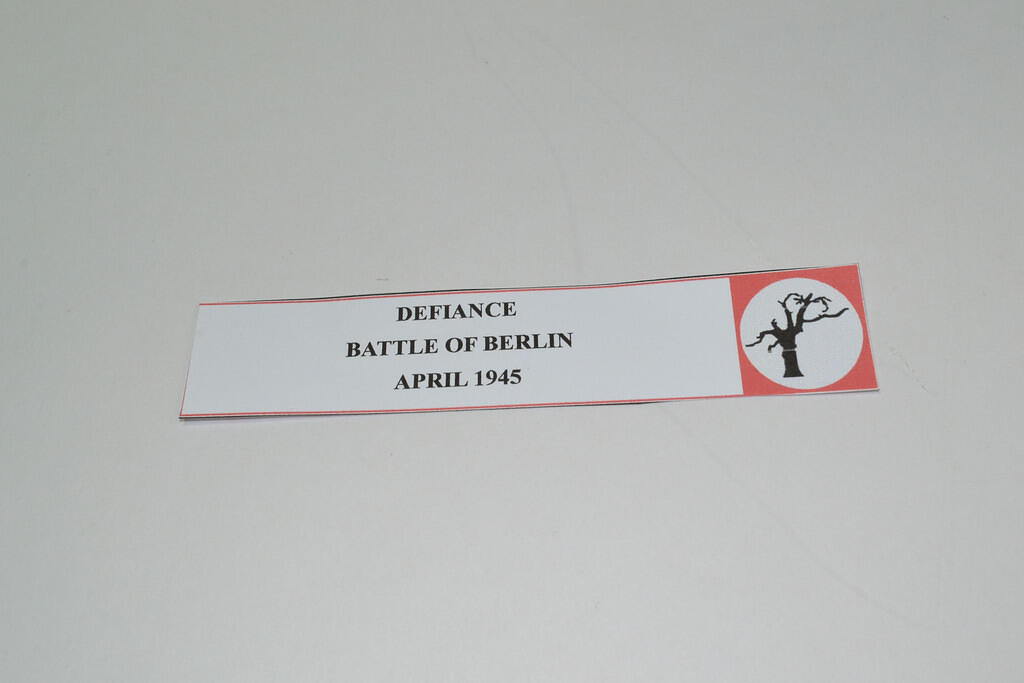 DEFIANCE
BATTLE OF BERLIN
APRIL 1945